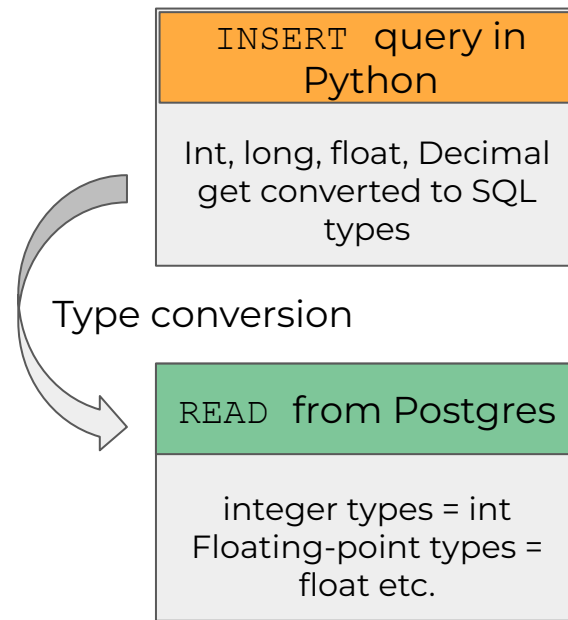 INSERT query in
Python
Int, long, float, Decimal
get converted to SQL
types
Type conversion
READ from Postgres
integer types = int
Floating-point types =
float etc.